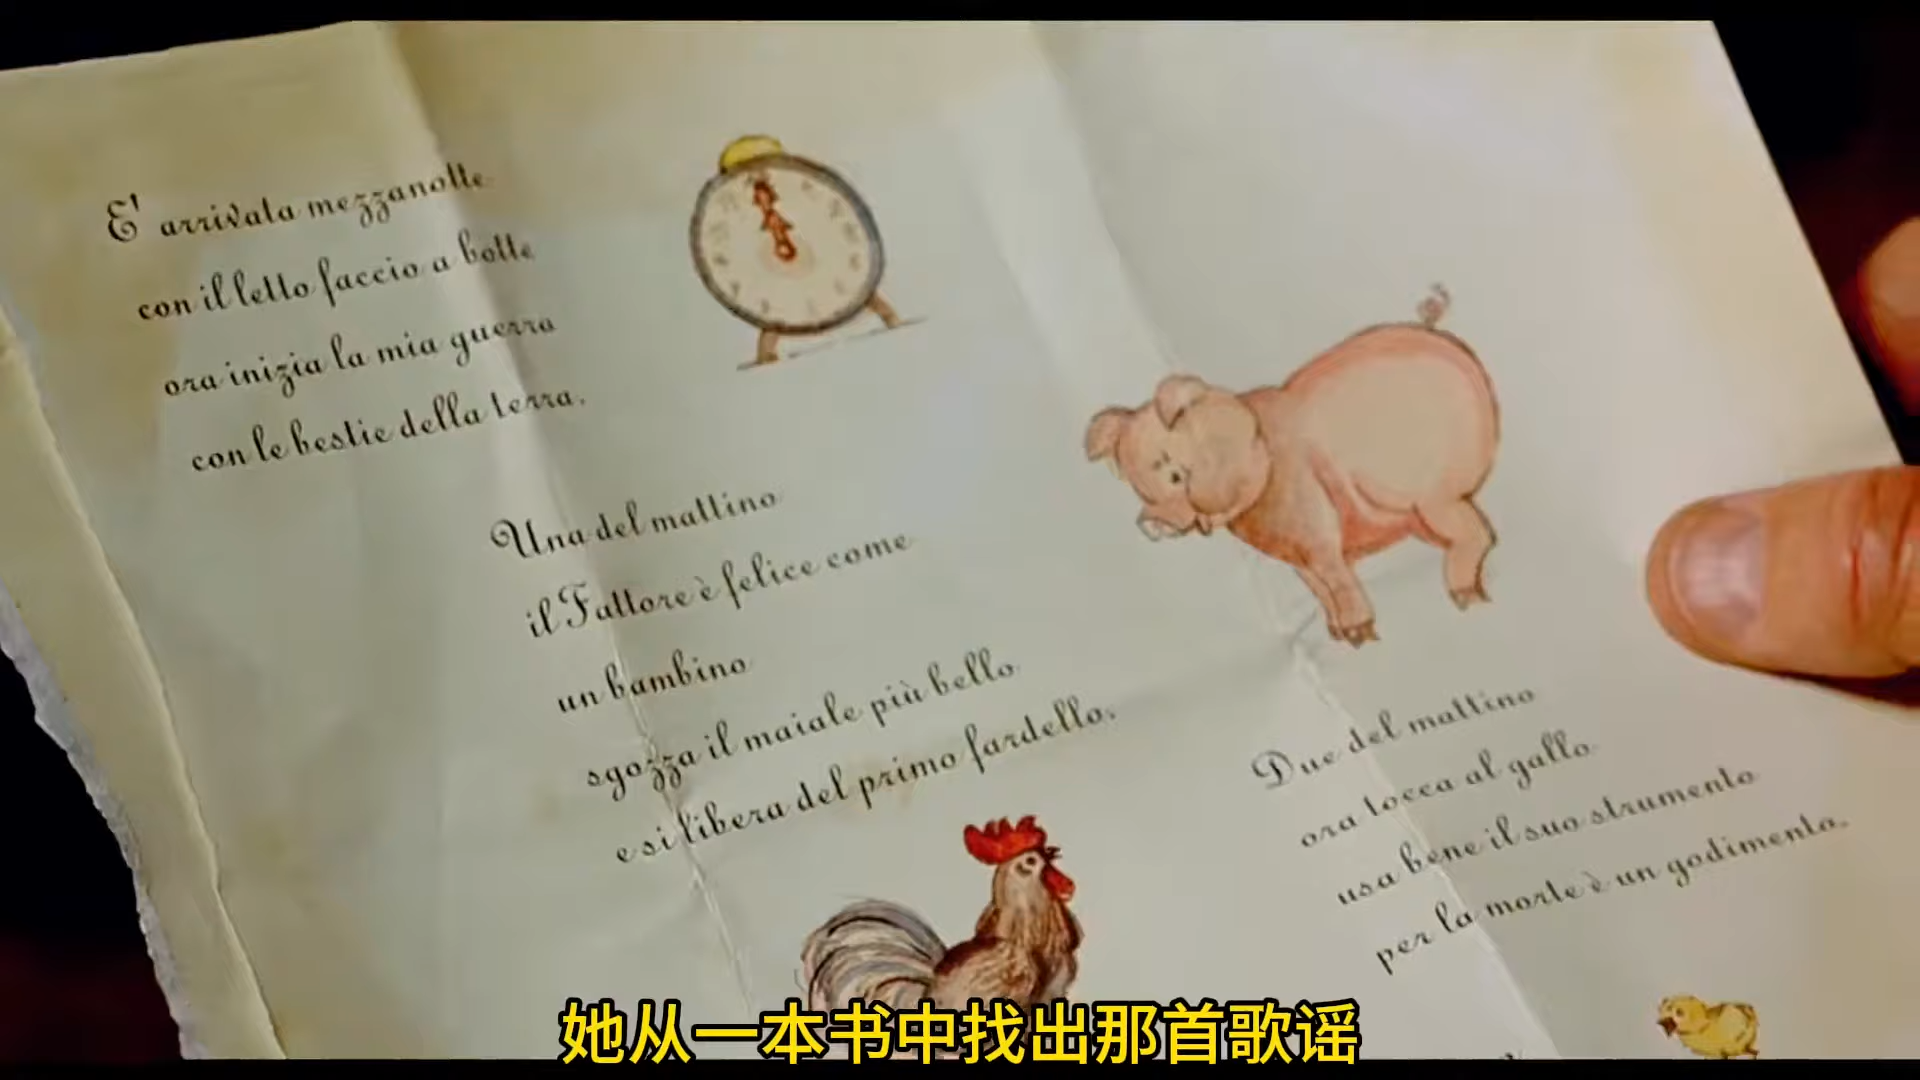 E' arrivata mezzanotte
con il letto faccio a botte
ora inizia la mia guerra
con le bestie della terra.
Una del mattino
il Fattore è felice come
un bambino
sgozza il maiale più bello
e si libera del primo fardello.
Due del mattino
ora tocca al gallo
usa bene il suo strumento
per la morte è un godimento.
她从一本书中找出那首歌谣